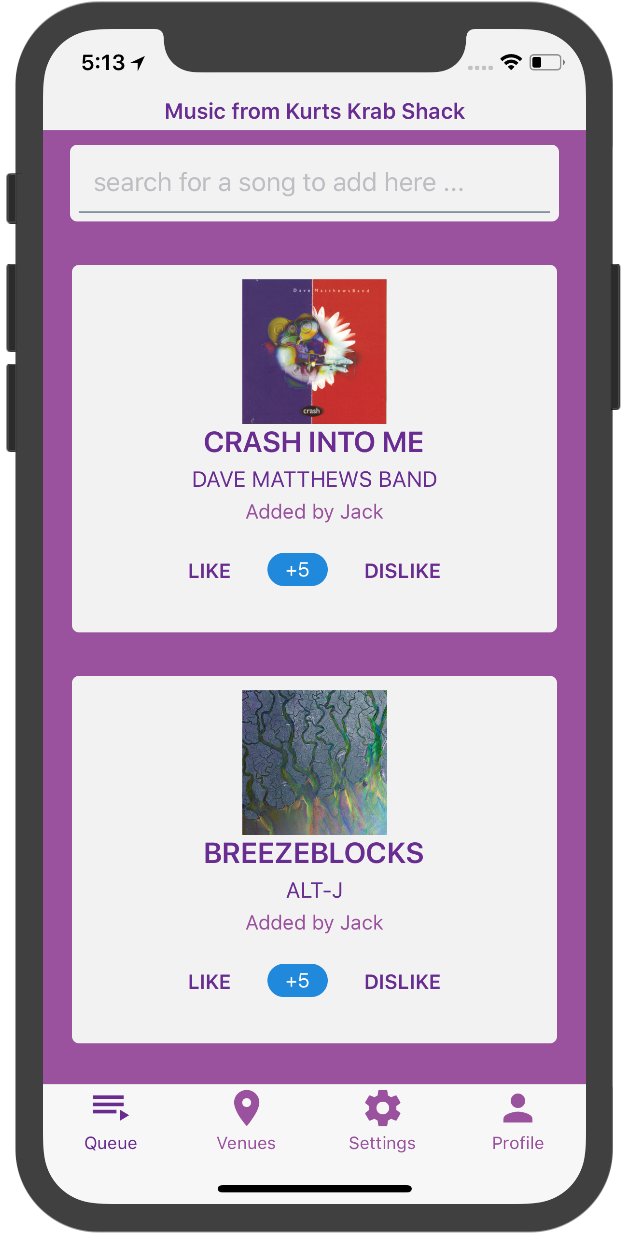 5:13
Music from Kurts Krab Shack
search for a song to add here ...
Dave Matthews Band
crash
CRASH INTO ME
DAVE MATTHEWS BAND
Added by Jack
LIKE +5 DISLIKE
BREEZEBLOCKS
ALT-J
Added by Jack
LIKE +5 DISLIKE
Queue Venues Settings Profile